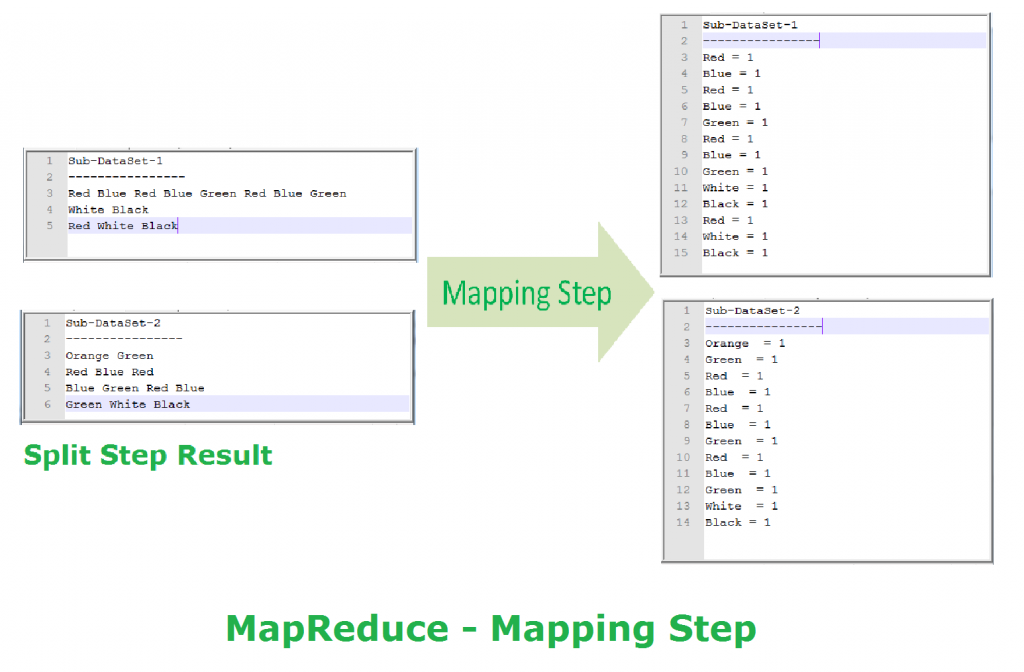 1 Sub-DataSet-1
2 ----------------
3 Red Blue Red Blue Green Red Blue Green
4 White Black
5 Red White Black
1 Sub-DataSet-2
2 ----------------
3 Orange Green
4 Red Blue Red
5 Blue Green Red Blue
6 Green White Black
Split Step Result
Mapping Step
1 Sub-DataSet-1
2 ----------------
3 Red = 1
4 Blue = 1
5 Red = 1
6 Blue = 1
7 Green = 1
8 Red = 1
9 Blue = 1
10 Green = 1
11 White = 1
12 Black = 1
13 Red = 1
14 White = 1
15 Black = 1
1 Sub-DataSet-2
2 ----------------
3 Orange  = 1
4 Green  = 1
5 Red  = 1
6 Blue  = 1
7 Red  = 1
8 Blue  = 1
9 Green  = 1
10 Red  = 1
11 Blue  = 1
12 Green  = 1
13 White  = 1
14 Black = 1
MapReduce - Mapping Step